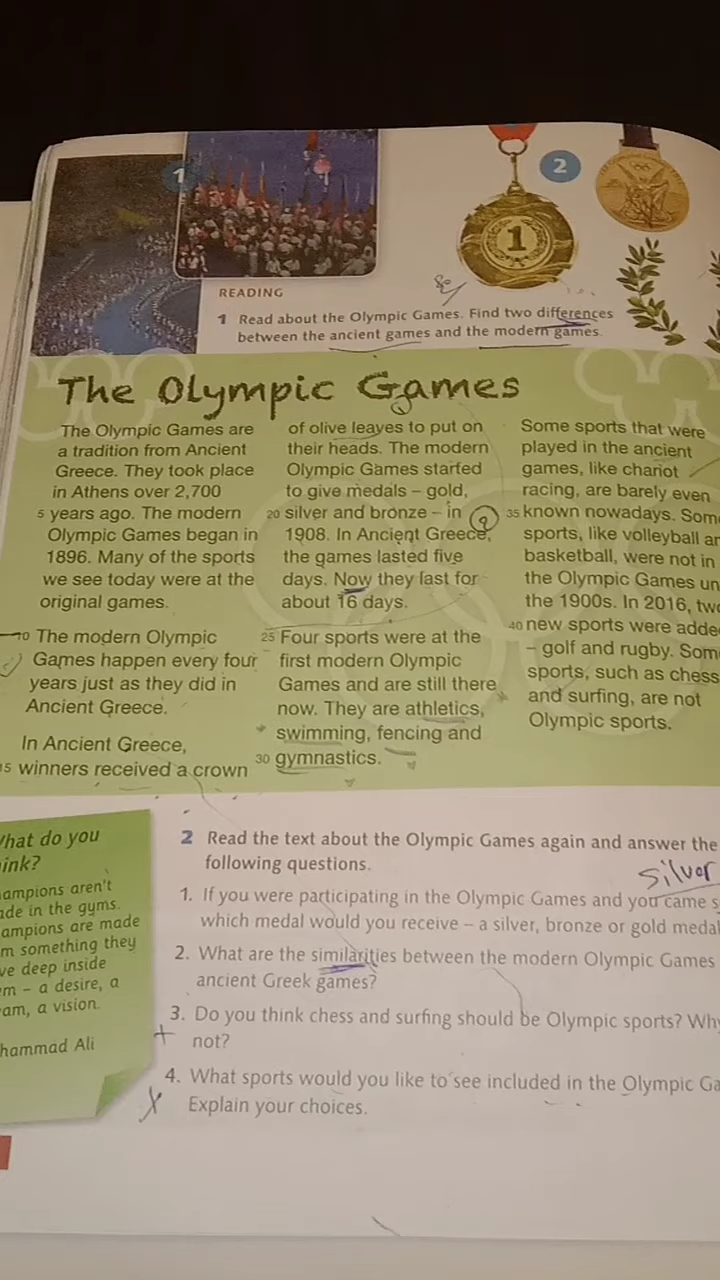 1
2
1
READING
1 Read about the Olympic Games. Find two differences
between the ancient games and the modern games.
The Olympic Games
The Olympic Games are
a tradition from Ancient
Greece. They took place
in Athens over 2,700
5 years ago. The modern
Olympic Games began in
1896. Many of the sports
we see today were at the
original games.
10 The modern Olympic
Games happen every four
years just as they did in
Ancient Greece.
In Ancient Greece,
15 winners received a crown
of olive leaves to put on
their heads. The modern
Olympic Games started
to give medals – gold,
20 silver and bronze – in
1908. In Ancient Greece,
the games lasted five
days. Now they last for
about 16 days.
25 Four sports were at the
first modern Olympic
Games and are still there
now. They are athletics,
swimming, fencing and
30 gymnastics.
Some sports that were
played in the ancient
games, like chariot
racing, are barely even
35 known nowadays. Som
sports, like volleyball an
basketball, were not in
the Olympic Games un
the 1900s. In 2016, two
40 new sports were adde
– golf and rugby. Som
sports, such as chess
and surfing, are not
Olympic sports.
What do you
ink?
ampions aren't
ade in the gyms.
ampions are made
m something they
ve deep inside
em – a desire, a
am, a vision.
hammad Ali
2 Read the text about the Olympic Games again and answer the
following questions.
silver
1. If you were participating in the Olympic Games and you came s
which medal would you receive – a silver, bronze or gold medal
2. What are the similarities between the modern Olympic Games
ancient Greek games?
3. Do you think chess and surfing should be Olympic sports? Why
not?
4. What sports would you like to see included in the Olympic Ga
Explain your choices.